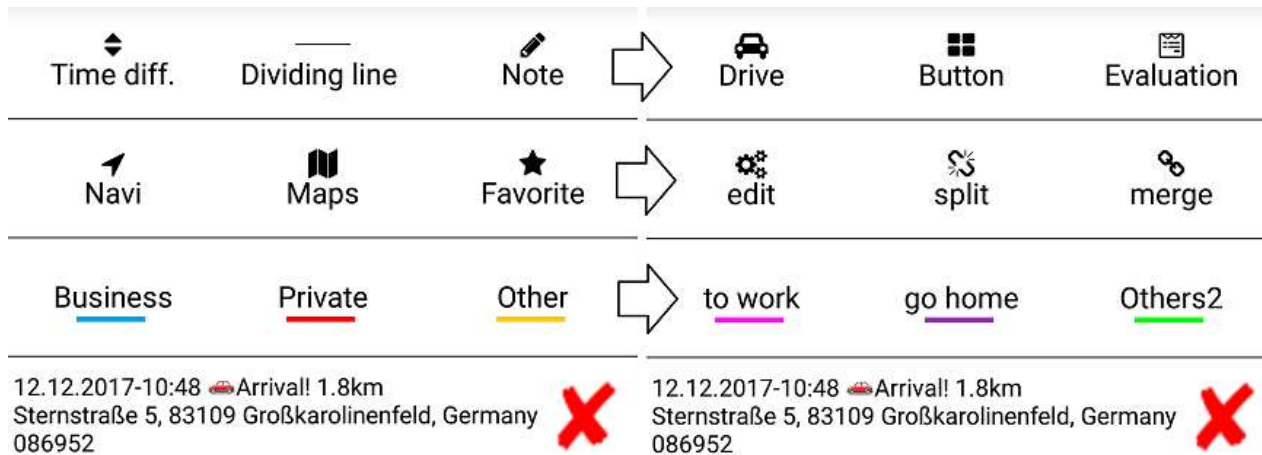 Time diff. Dividing line Note Drive Button Evaluation
Navi Maps Favorite edit split merge
Business Private Other to work go home Others2
12.12.2017-10:48 🚗Arrival! 1.8km
Sternstraße 5, 83109 Großkarolinenfeld, Germany
086952
12.12.2017-10:48 🚗Arrival! 1.8km
Sternstraße 5, 83109 Großkarolinenfeld, Germany
086952